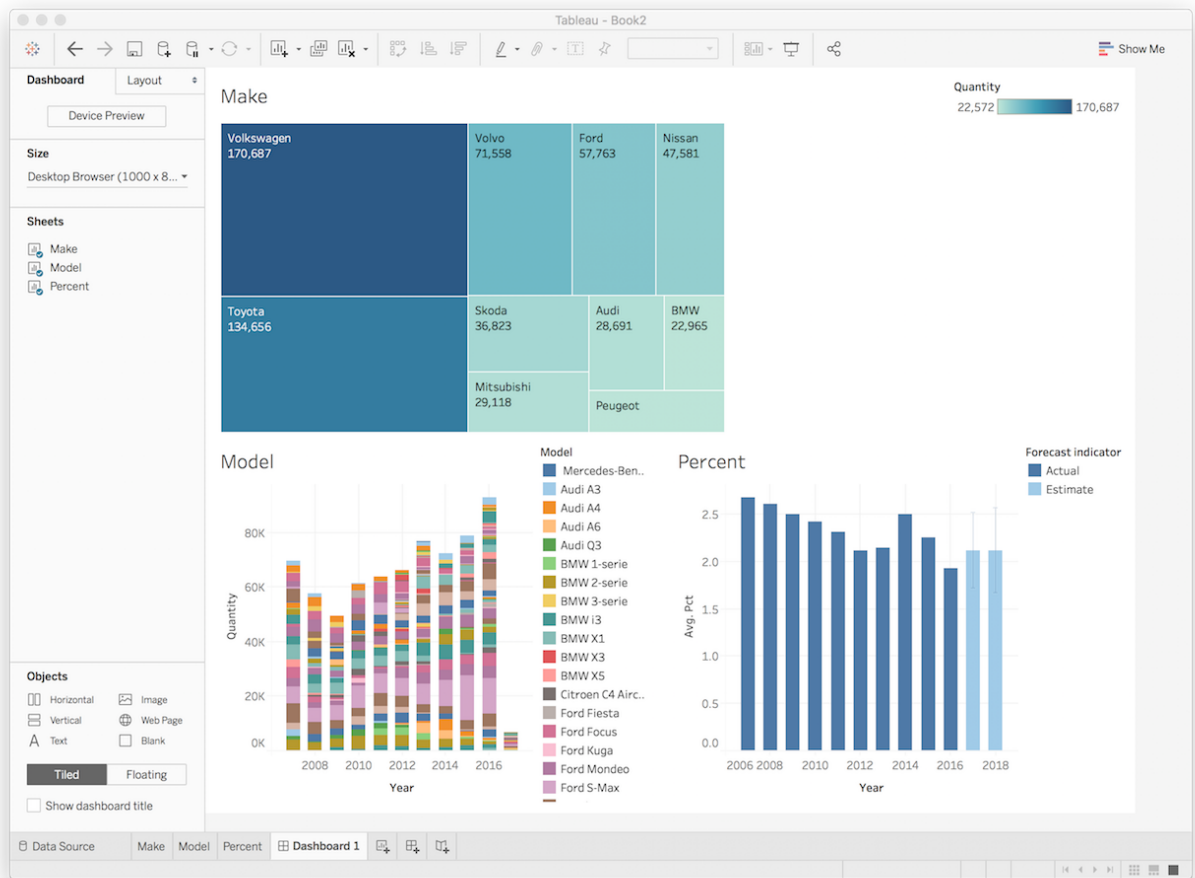 Tableau - Book2
Show Me
Dashboard
Layout
Device Preview
Size
Desktop Browser (1000 x 8...
Sheets
Make
Model
Percent
Objects
Horizontal
Image
Vertical
Web Page
Text
Blank
Tiled
Floating
Show dashboard title
Make
Volkswagen
170,687
Volvo
71,558
Ford
57,763
Nissan
47,581
Toyota
134,656
Skoda
36,823
Audi
28,691
BMW
22,965
Mitsubishi
29,118
Peugeot
Quantity
22,572
170,687
Model
80K
60K
40K
20K
0K
Quantity
2008 2010 2012 2014 2016
Year
Model
Mercedes-Ben..
Audi A3
Audi A4
Audi A6
Audi Q3
BMW 1-serie
BMW 2-serie
BMW 3-serie
BMW i3
BMW X1
BMW X3
BMW X5
Citroen C4 Airc..
Ford Fiesta
Ford Focus
Ford Kuga
Ford Mondeo
Ford S-Max
Percent
2.5
2.0
1.5
1.0
0.5
0.0
Avg. Pct
2006 2008 2010 2012 2014 2016 2018
Year
Forecast indicator
Actual
Estimate
Data Source
Make
Model
Percent
Dashboard 1